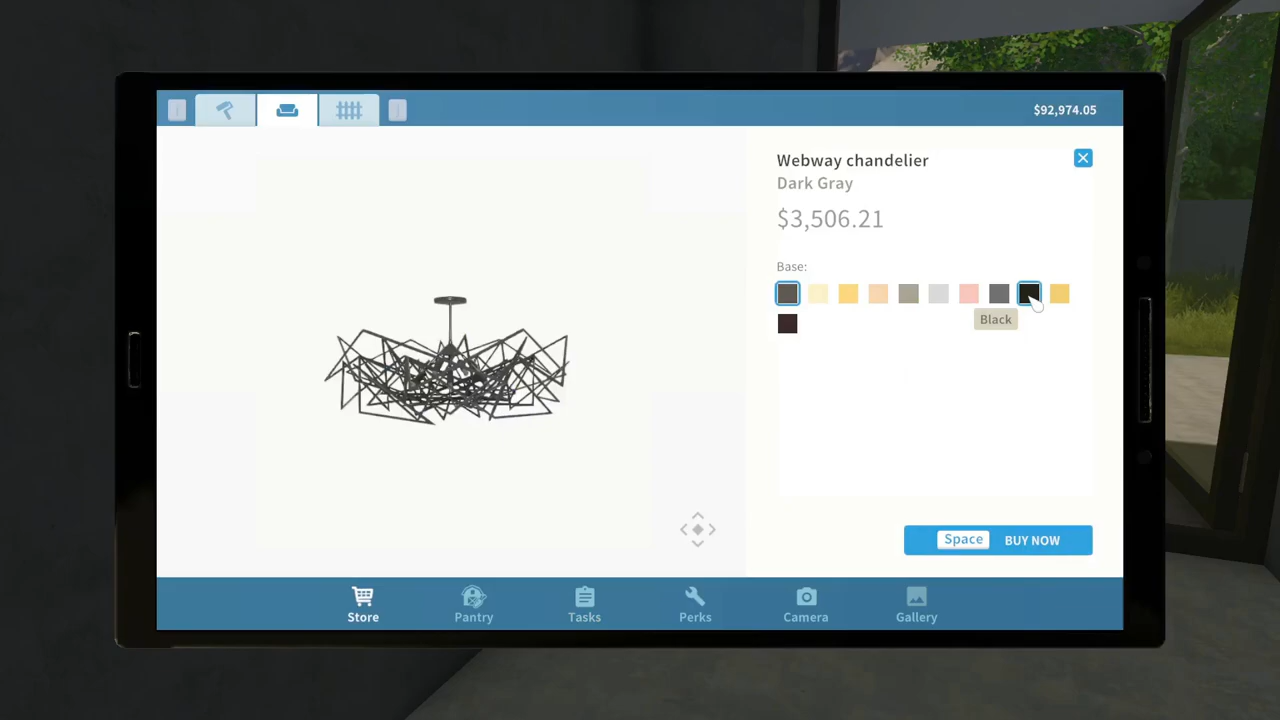 $92,974.05
Webway chandelier
Dark Gray
$3,506.21
Base:
Black
Space BUY NOW
Store Pantry Tasks Perks Camera Gallery